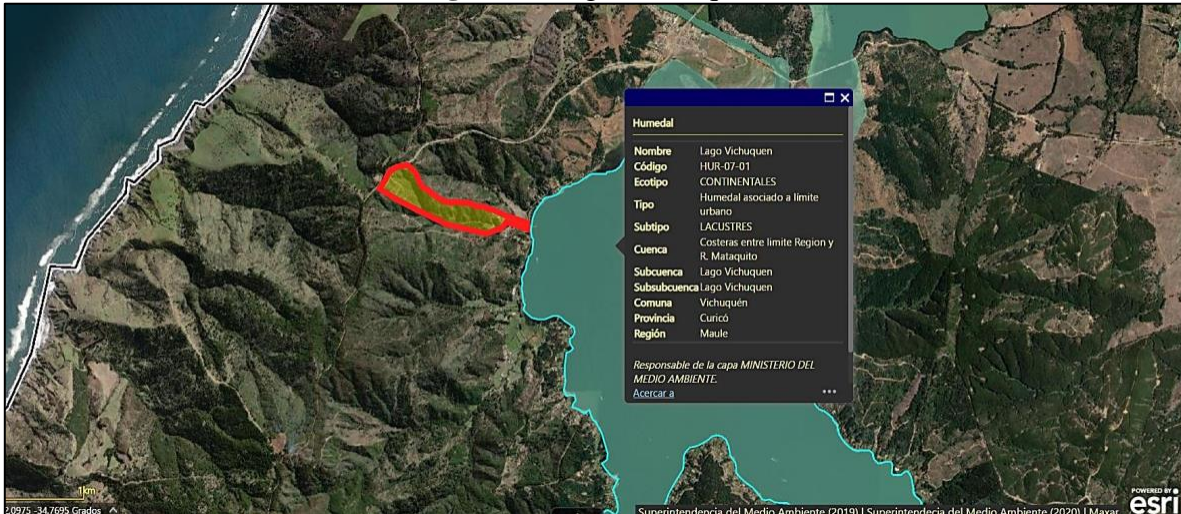 Humedal
Nombre Lago Vichuquen
Código HUR-07-01
Ecotipo CONTINENTALES
Tipo Humedal asociado a límite urbano
Subtipo LACUSTRES
Cuenca Costeras entre limite Region y R. Mataquito
Subcuenca Lago Vichuquen
Subsubcuenca Lago Vichuquen
Comuna Vichuquén
Provincia Curicó
Región Maule
Responsable de la capa MINISTERIO DEL
MEDIO AMBIENTE.
Acercar a
1km
2.0975 -34.7695 Grados
Superintendencia del Medio Ambiente (2019) | Superintendecia del Medio Ambiente (2020) | Maxar
POWERED BY
esri